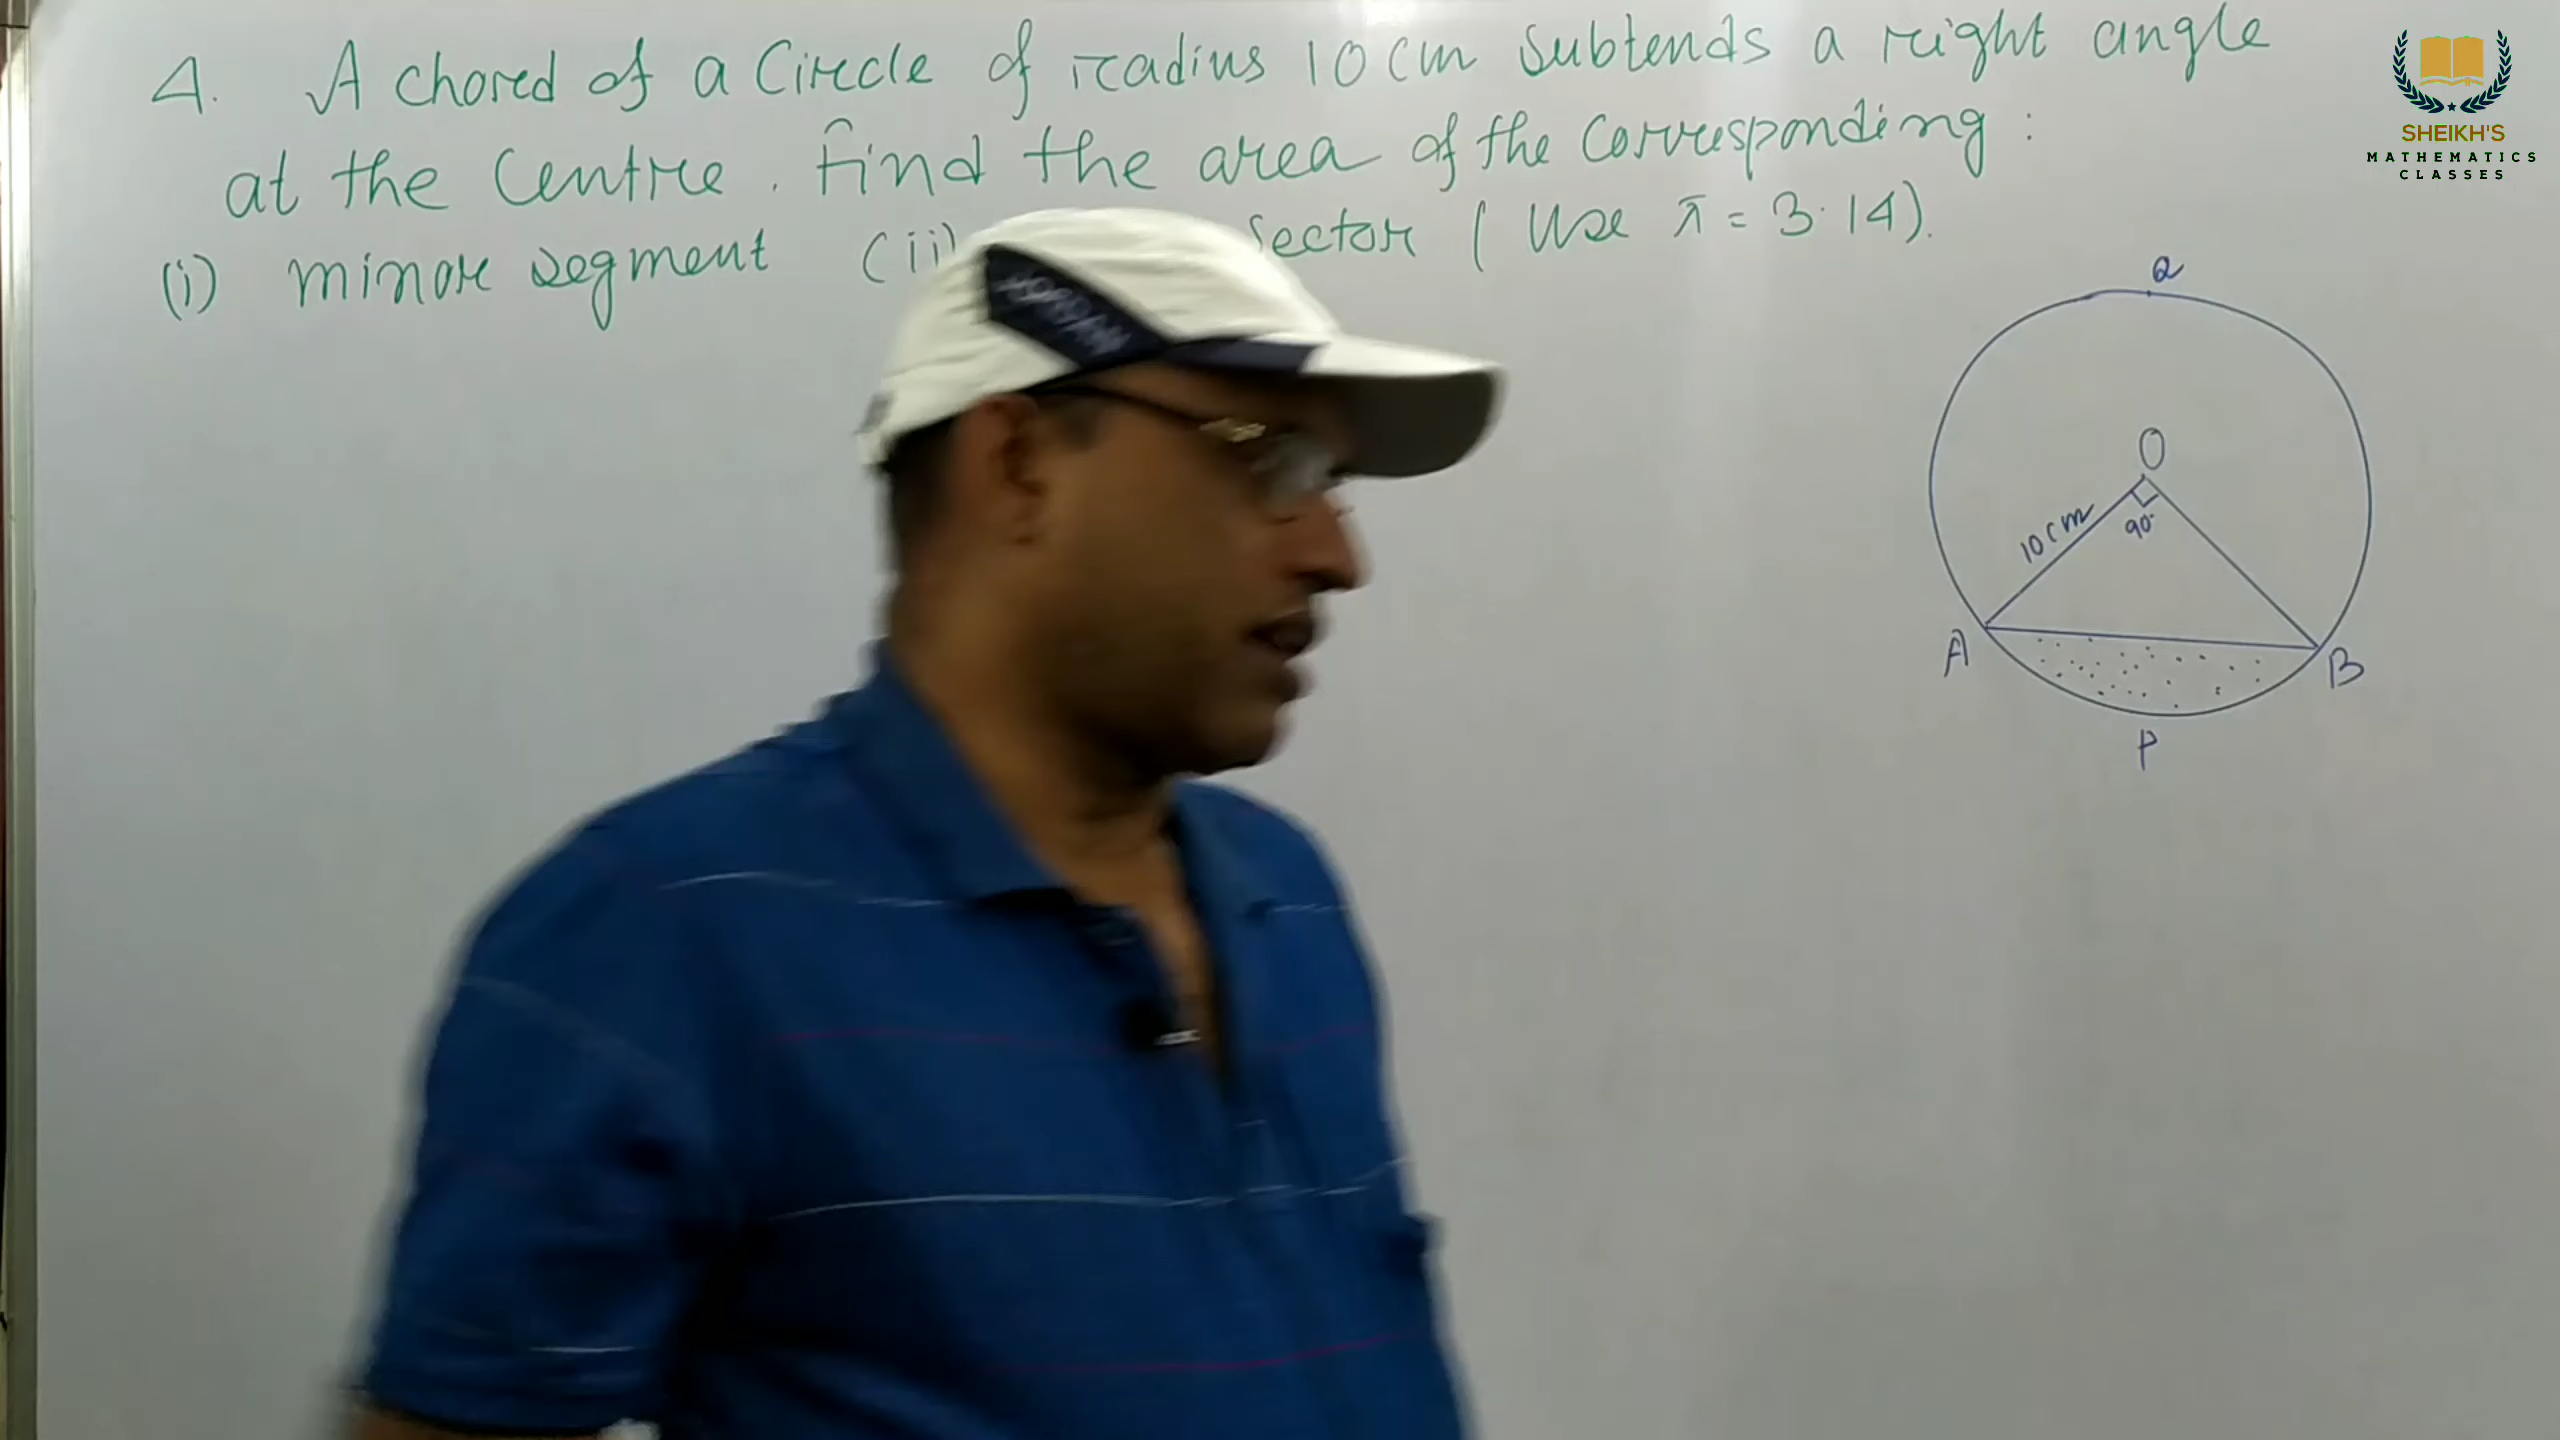 4. A chord of a Circle of radius 10 cm subtends a right angle
at the Centre. Find the area of the Corresponding :
(i) minor segment (ii) Sector ( Use π = 3.14).
SHEIKH'S
MATHEMATICS
CLASSES
Q
O
10 cm
90°
A
B
P